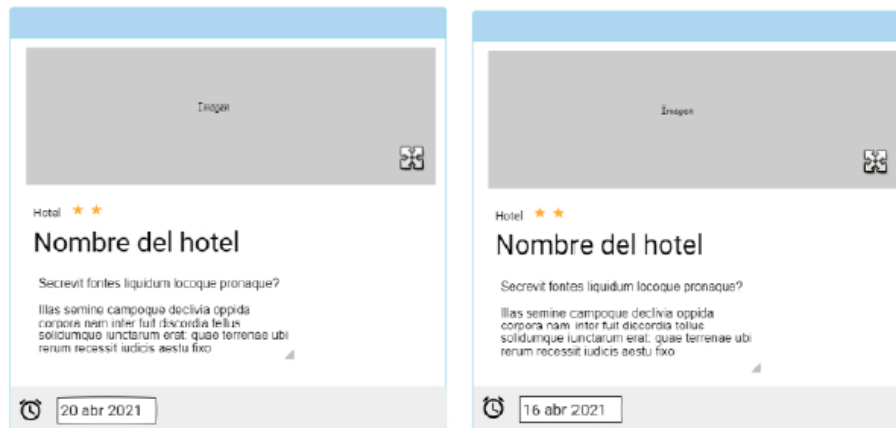 Imagen
Hotel
Nombre del hotel
Secrevit fontes liquidum locoque pronaque?
Illas semine campoque declivia oppida
corpora nam inter fuit discordia tellus
solidumque iunctarum erat: quae terrenae ubi
rerum recessit iudicis aestu fixo
20 abr 2021
Imagen
Hotel
Nombre del hotel
Secrevit fontes liquidum locoque pronaque?
Illas semine campoque declivia oppida
corpora nam inter fuit discordia tellus
solidumque iunctarum erat: quae terrenae ubi
rerum recessit iudicis aestu fixo
16 abr 2021